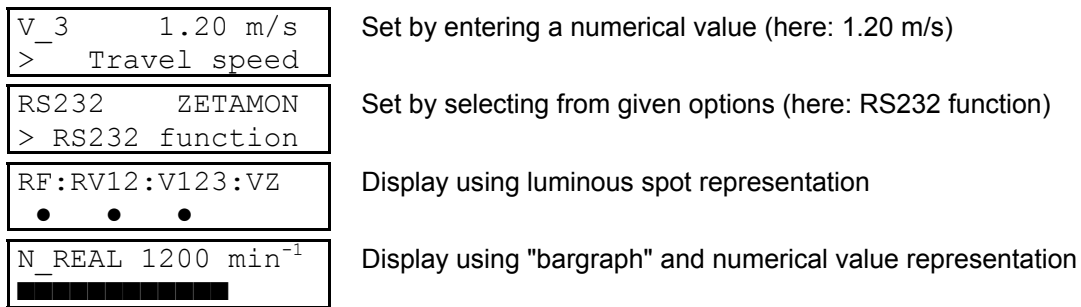 V_3 1.20 m/s Set by entering a numerical value (here: 1.20 m/s)
> Travel speed
RS232 ZETAMON Set by selecting from given options (here: RS232 function)
> RS232 function
RF:RV12:V123:VZ Display using luminous spot representation
● ● ●
N_REAL 1200 min⁻¹ Display using "bargraph" and numerical value representation